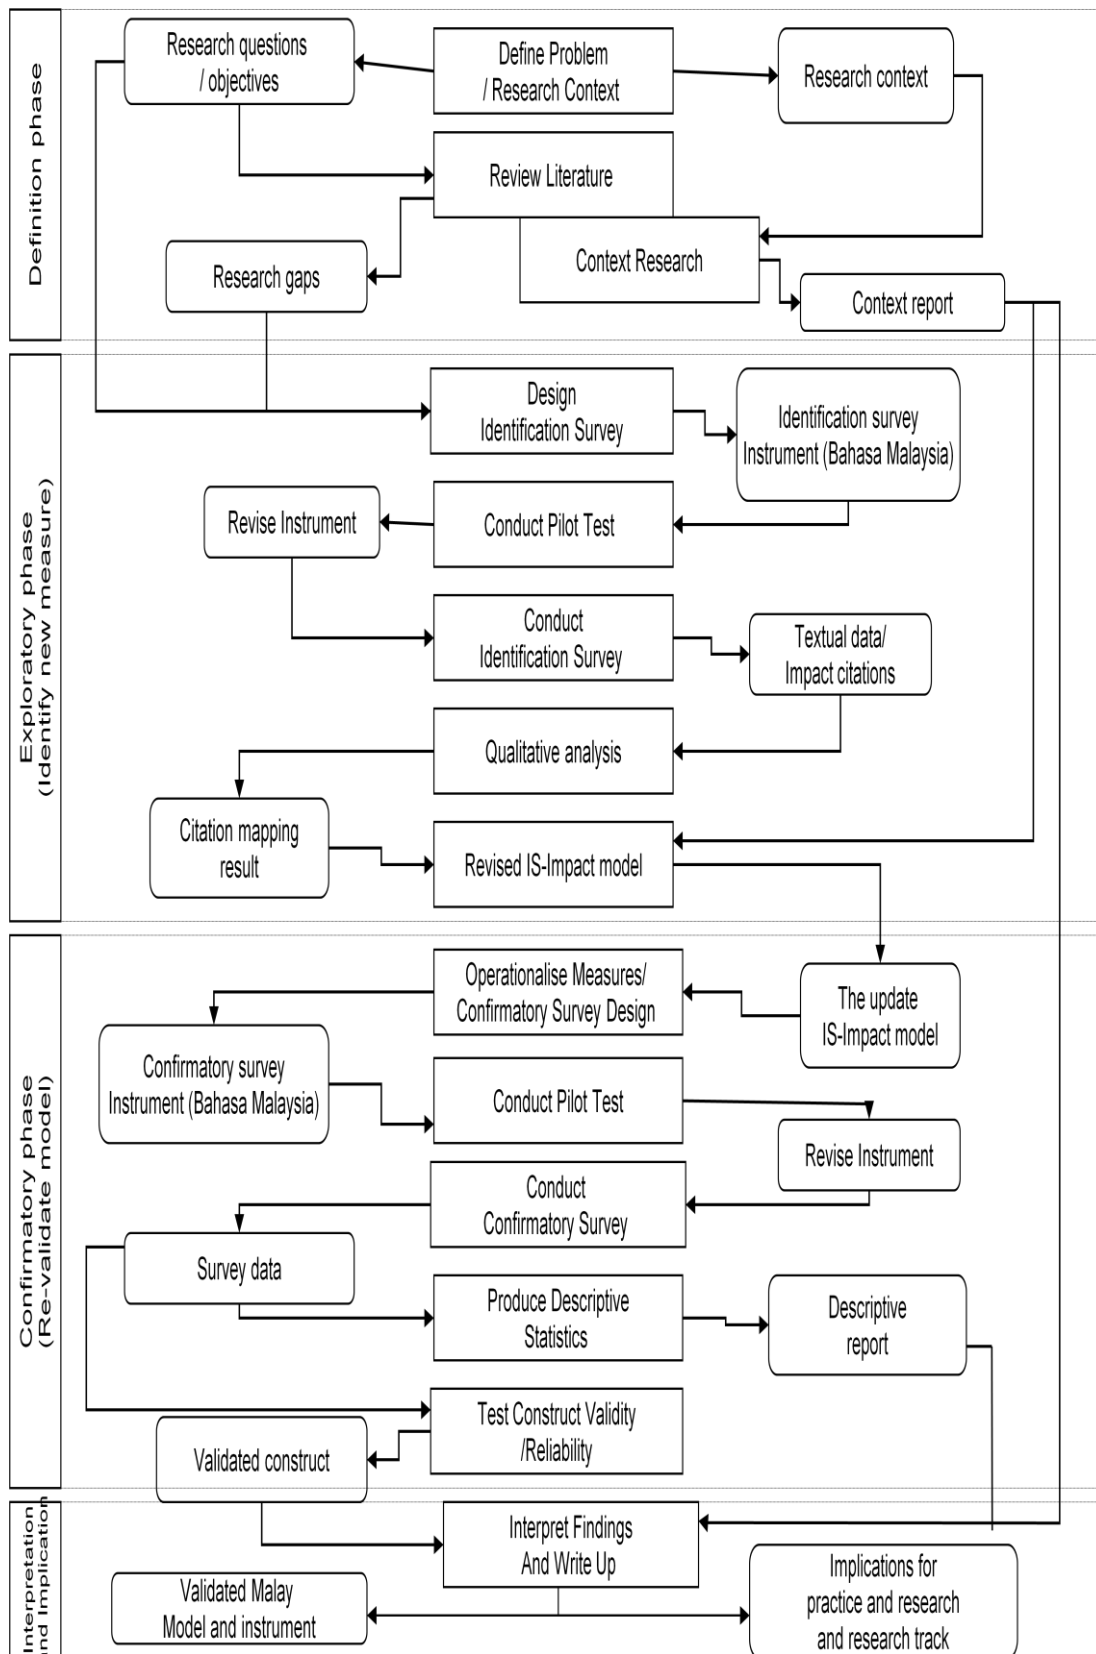 Definition phase
Research questions
/ objectives
Define Problem
/ Research Context
Research context
Review Literature
Context Research
Research gaps
Context report
Exploratory phase
(Identify new measure)
Design
Identification Survey
Identification survey
Instrument (Bahasa Malaysia)
Revise Instrument
Conduct Pilot Test
Conduct
Identification Survey
Textual data/
Impact citations
Qualitative analysis
Citation mapping
result
Revised IS-Impact model
Confirmatory phase
(Re-validate model)
Operationalise Measures/
Confirmatory Survey Design
The update
IS-Impact model
Confirmatory survey
Instrument (Bahasa Malaysia)
Conduct Pilot Test
Revise Instrument
Conduct
Confirmatory Survey
Survey data
Produce Descriptive
Statistics
Descriptive
report
Test Construct Validity
/Reliability
Validated construct
Interpretation
and Implication
Interpret Findings
And Write Up
Validated Malay
Model and instrument
Implications for
practice and research
and research track